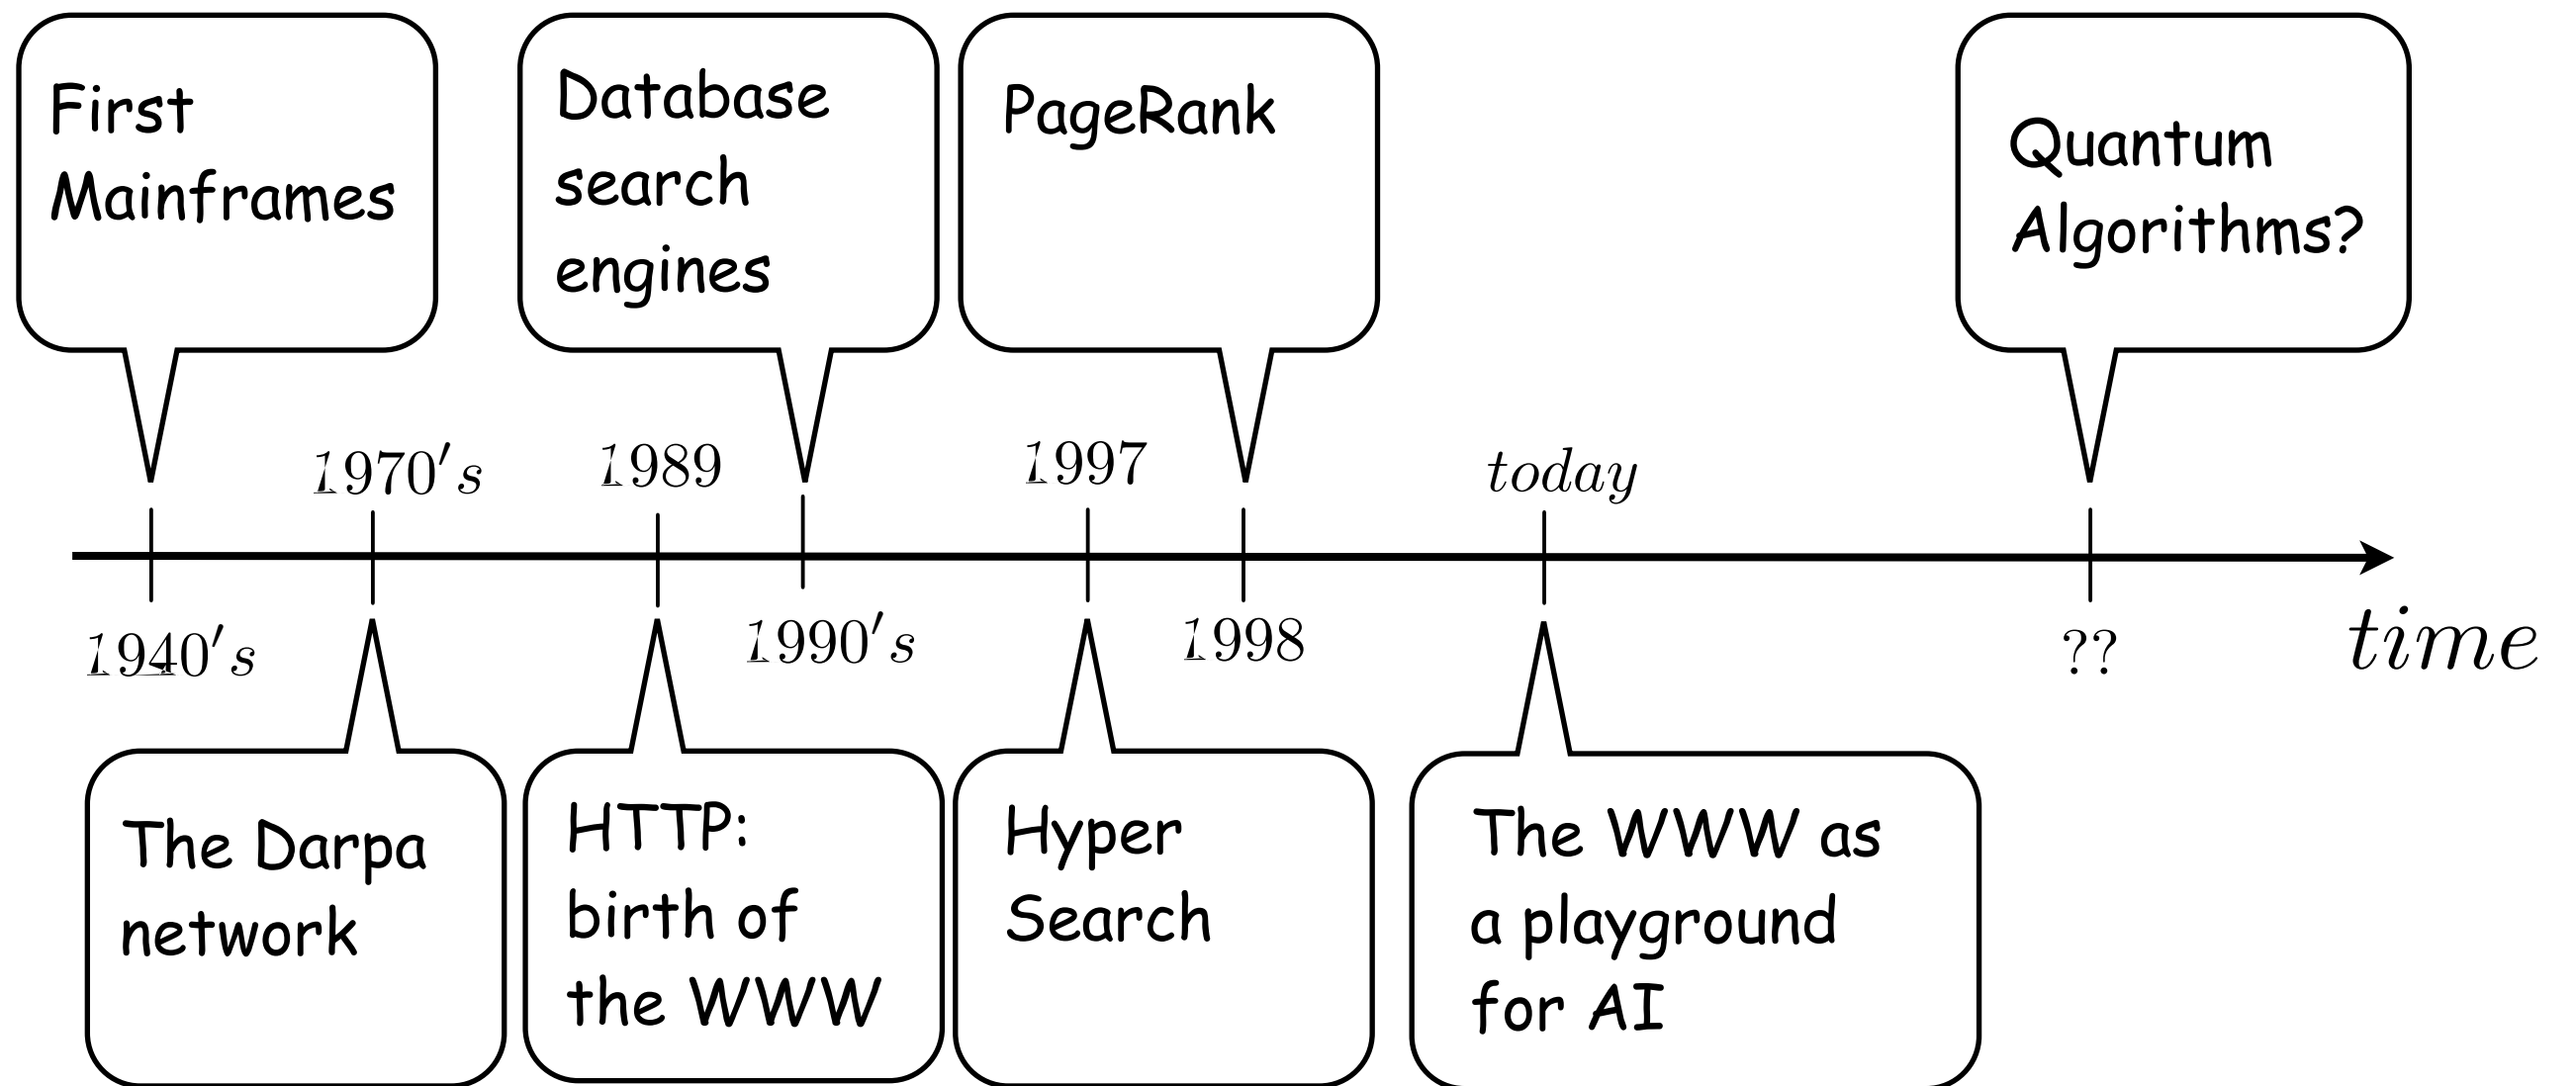 First
Mainframes
Database
search
engines
PageRank
Quantum
Algorithms?
1970's
1989
1997
today
1940's
1990's
1998
??
time
The Darpa
network
HTTP:
birth of
the WWW
Hyper
Search
The WWW as
a playground
for AI